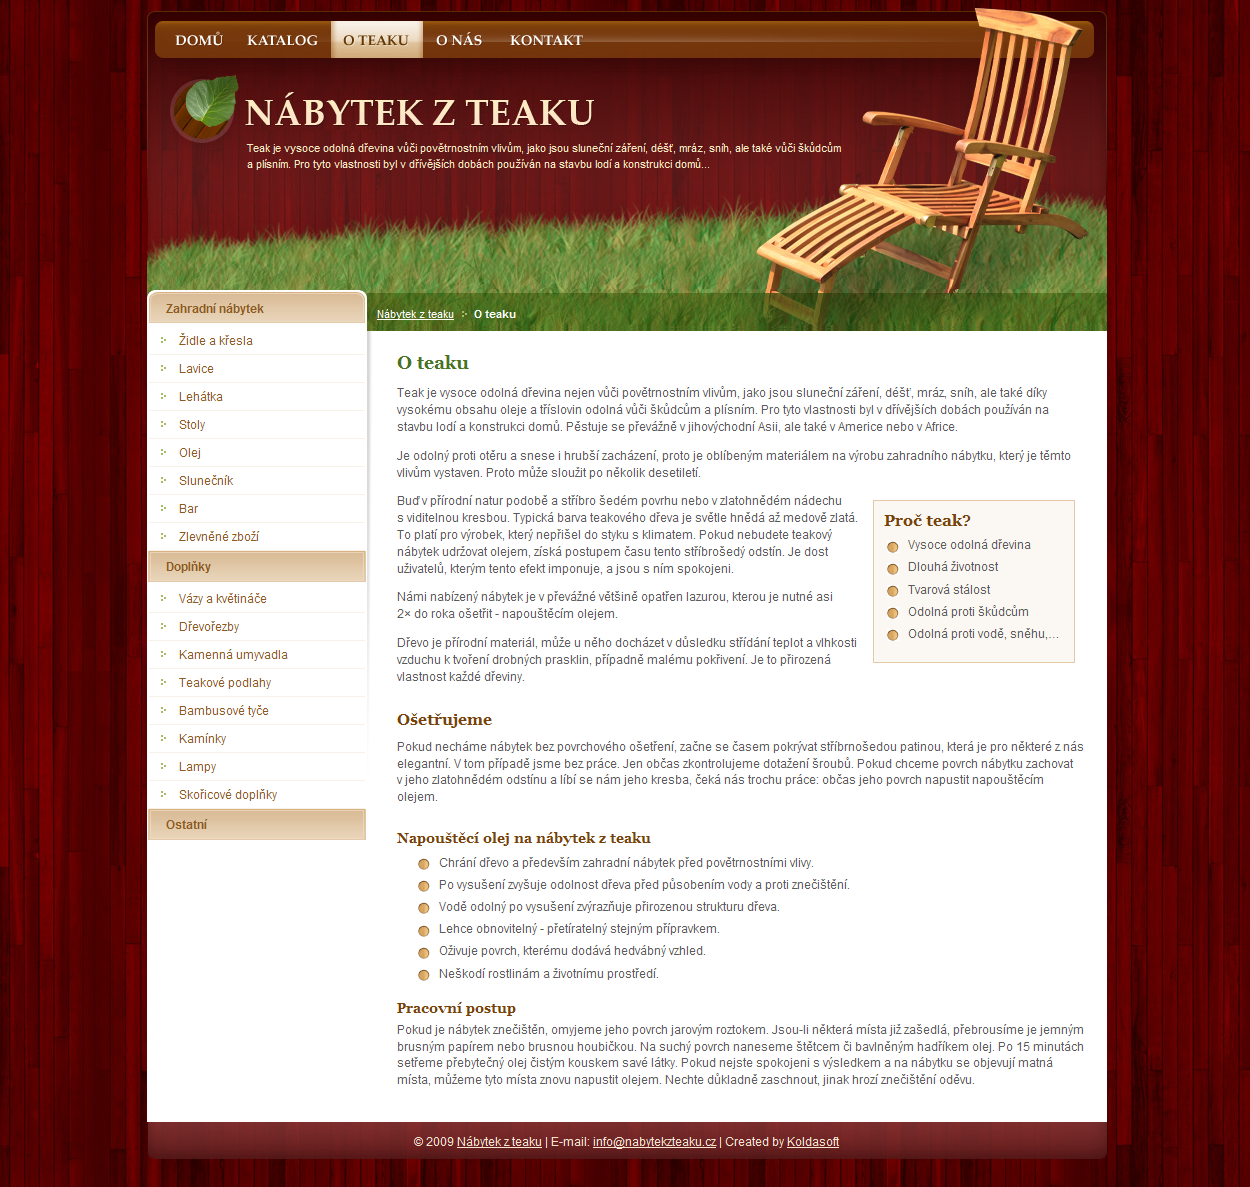 DOMŮ KATALOG O TEAKU O NÁS KONTAKT
NÁBYTEK Z TEAKU
Teak je vysoce odolná dřevina vůči povětrnostním vlivům, jako jsou sluneční záření, déšť, mráz, sníh, ale také vůči škůdcům
a plísním. Pro tyto vlastnosti byl v dřívějších dobách používán na stavbu lodí a konstrukci domů...
Zahradní nábytek
Židle a křesla
Lavice
Lehátka
Stoly
Olej
Slunečník
Bar
Zlevněné zboží
Doplňky
Vázy a květináče
Dřevořezby
Kamenná umyvadla
Teakové podlahy
Bambusové tyče
Kamínky
Lampy
Skořicové doplňky
Ostatní
Nábytek z teaku O teaku
O teaku
Teak je vysoce odolná dřevina nejen vůči povětrnostním vlivům, jako jsou sluneční záření, déšť, mráz, sníh, ale také díky
vysokému obsahu oleje a tříslovin odolná vůči škůdcům a plísním. Pro tyto vlastnosti byl v dřívějších dobách používán na
stavbu lodí a konstrukci domů. Pěstuje se převážně v jihovýchodní Asii, ale také v Americe nebo v Africe.
Je odolný proti otěru a snese i hrubší zacházení, proto je oblíbeným materiálem na výrobu zahradního nábytku, který je těmto
vlivům vystaven. Proto může sloužit po několik desetiletí.
Buď v přírodní natur podobě a stříbro šedém povrhu nebo v zlatohnědém nádechu
s viditelnou kresbou. Typická barva teakového dřeva je světle hnědá až medově zlatá.
To platí pro výrobek, který nepřišel do styku s klimatem. Pokud nebudete teakový
nábytek udržovat olejem, získá postupem času tento stříbrošedý odstín. Je dost
uživatelů, kterým tento efekt imponuje, a jsou s ním spokojeni.
Námi nabízený nábytek je v převážné většině opatřen lazurou, kterou je nutné asi
2× do roka ošetřit - napouštěcím olejem.
Dřevo je přírodní materiál, může u něho docházet v důsledku střídání teplot a vlhkosti
vzduchu k tvoření drobných prasklin, případně malému pokřivení. Je to přirozená
vlastnost každé dřeviny.
Proč teak?
Vysoce odolná dřevina
Dlouhá životnost
Tvarová stálost
Odolná proti škůdcům
Odolná proti vodě, sněhu,...
Ošetřujeme
Pokud necháme nábytek bez povrchového ošetření, začne se časem pokrývat stříbrnošedou patinou, která je pro některé z nás
elegantní. V tom případě jsme bez práce. Jen občas zkontrolujeme dotažení šroubů. Pokud chceme povrch nábytku zachovat
v jeho zlatohnědém odstínu a líbí se nám jeho kresba, čeká nás trochu práce: občas jeho povrch napustit napouštěcím
olejem.
Napouštěcí olej na nábytek z teaku
Chrání dřevo a především zahradní nábytek před povětrnostními vlivy.
Po vysušení zvyšuje odolnost dřeva před působením vody a proti znečištění.
Vodě odolný po vysušení zvýrazňuje přirozenou strukturu dřeva.
Lehce obnovitelný - přetíratelný stejným přípravkem.
Oživuje povrch, kterému dodává hedvábný vzhled.
Neškodí rostlinám a životnímu prostředí.
Pracovní postup
Pokud je nábytek znečištěn, omyjeme jeho povrch jarovým roztokem. Jsou-li některá místa již zašedlá, přebrousíme je jemným
brusným papírem nebo brusnou houbičkou. Na suchý povrch naneseme štětcem či bavlněným hadříkem olej. Po 15 minutách
setřeme přebytečný olej čistým kouskem savé látky. Pokud nejste spokojeni s výsledkem a na nábytku se objevují matná
místa, můžeme tyto místa znovu napustit olejem. Nechte důkladně zaschnout, jinak hrozí znečištění oděvu.
© 2009 Nábytek z teaku | E-mail: info@nabytekzteaku.cz | Created by Koldasoft